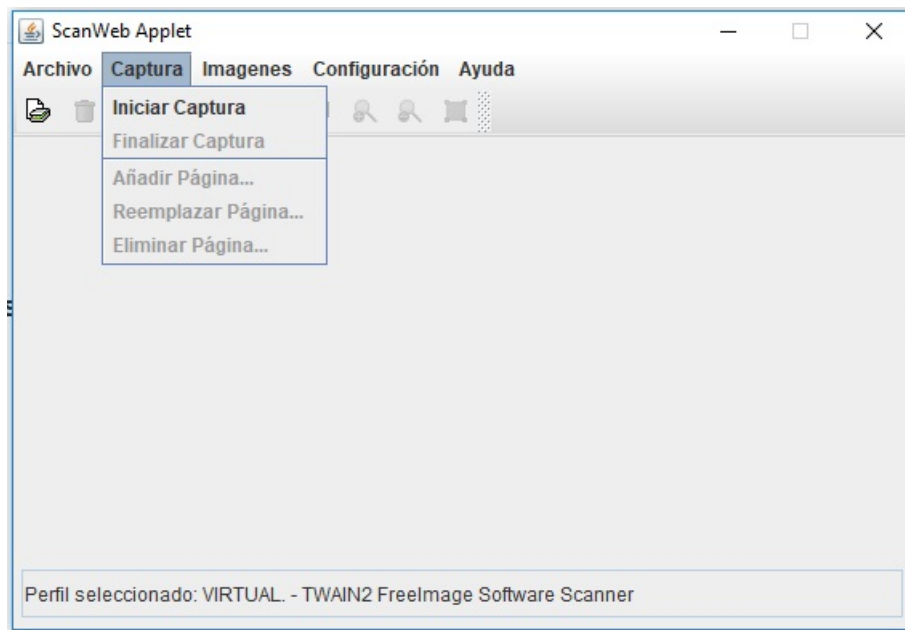 ScanWeb Applet
Archivo Captura Imagenes Configuración Ayuda
Iniciar Captura
Finalizar Captura
Añadir Página...
Reemplazar Página...
Eliminar Página...
Perfil seleccionado: VIRTUAL. - TWAIN2 FreeImage Software Scanner